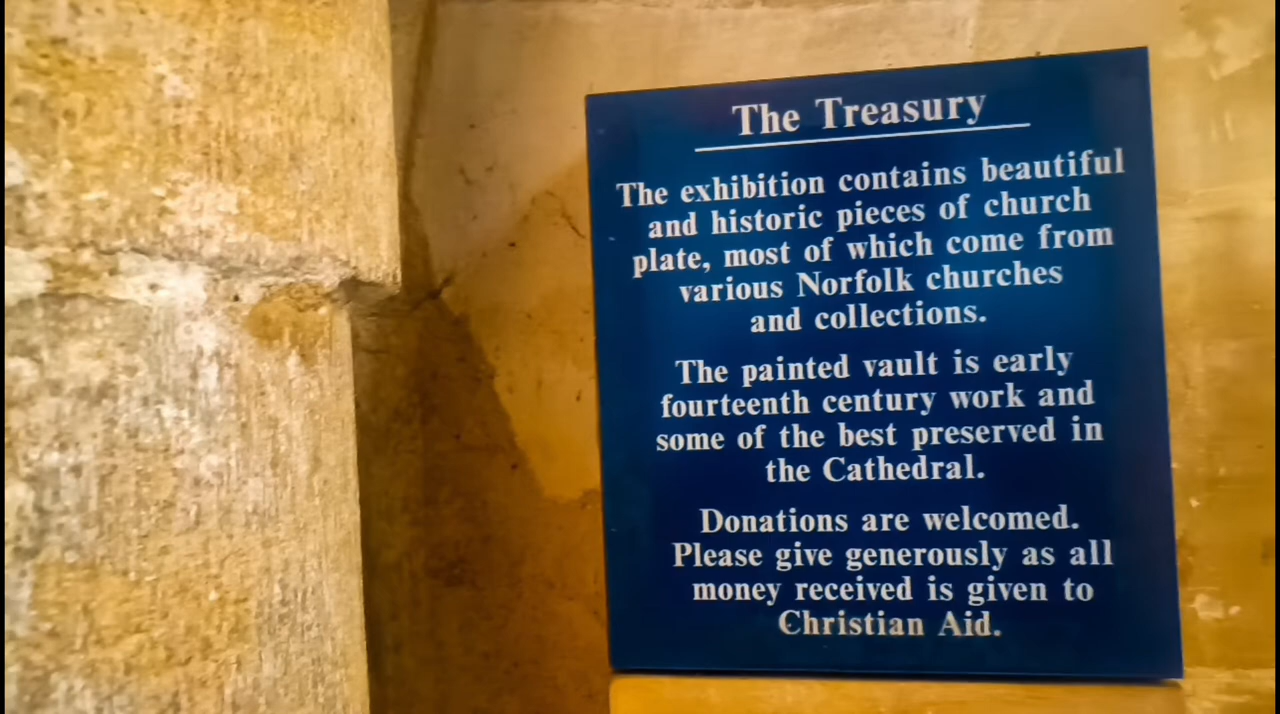 The Treasury
The exhibition contains beautiful
and historic pieces of church
plate, most of which come from
various Norfolk churches
and collections.
The painted vault is early
fourteenth century work and
some of the best preserved in
the Cathedral.
Donations are welcomed.
Please give generously as all
money received is given to
Christian Aid.